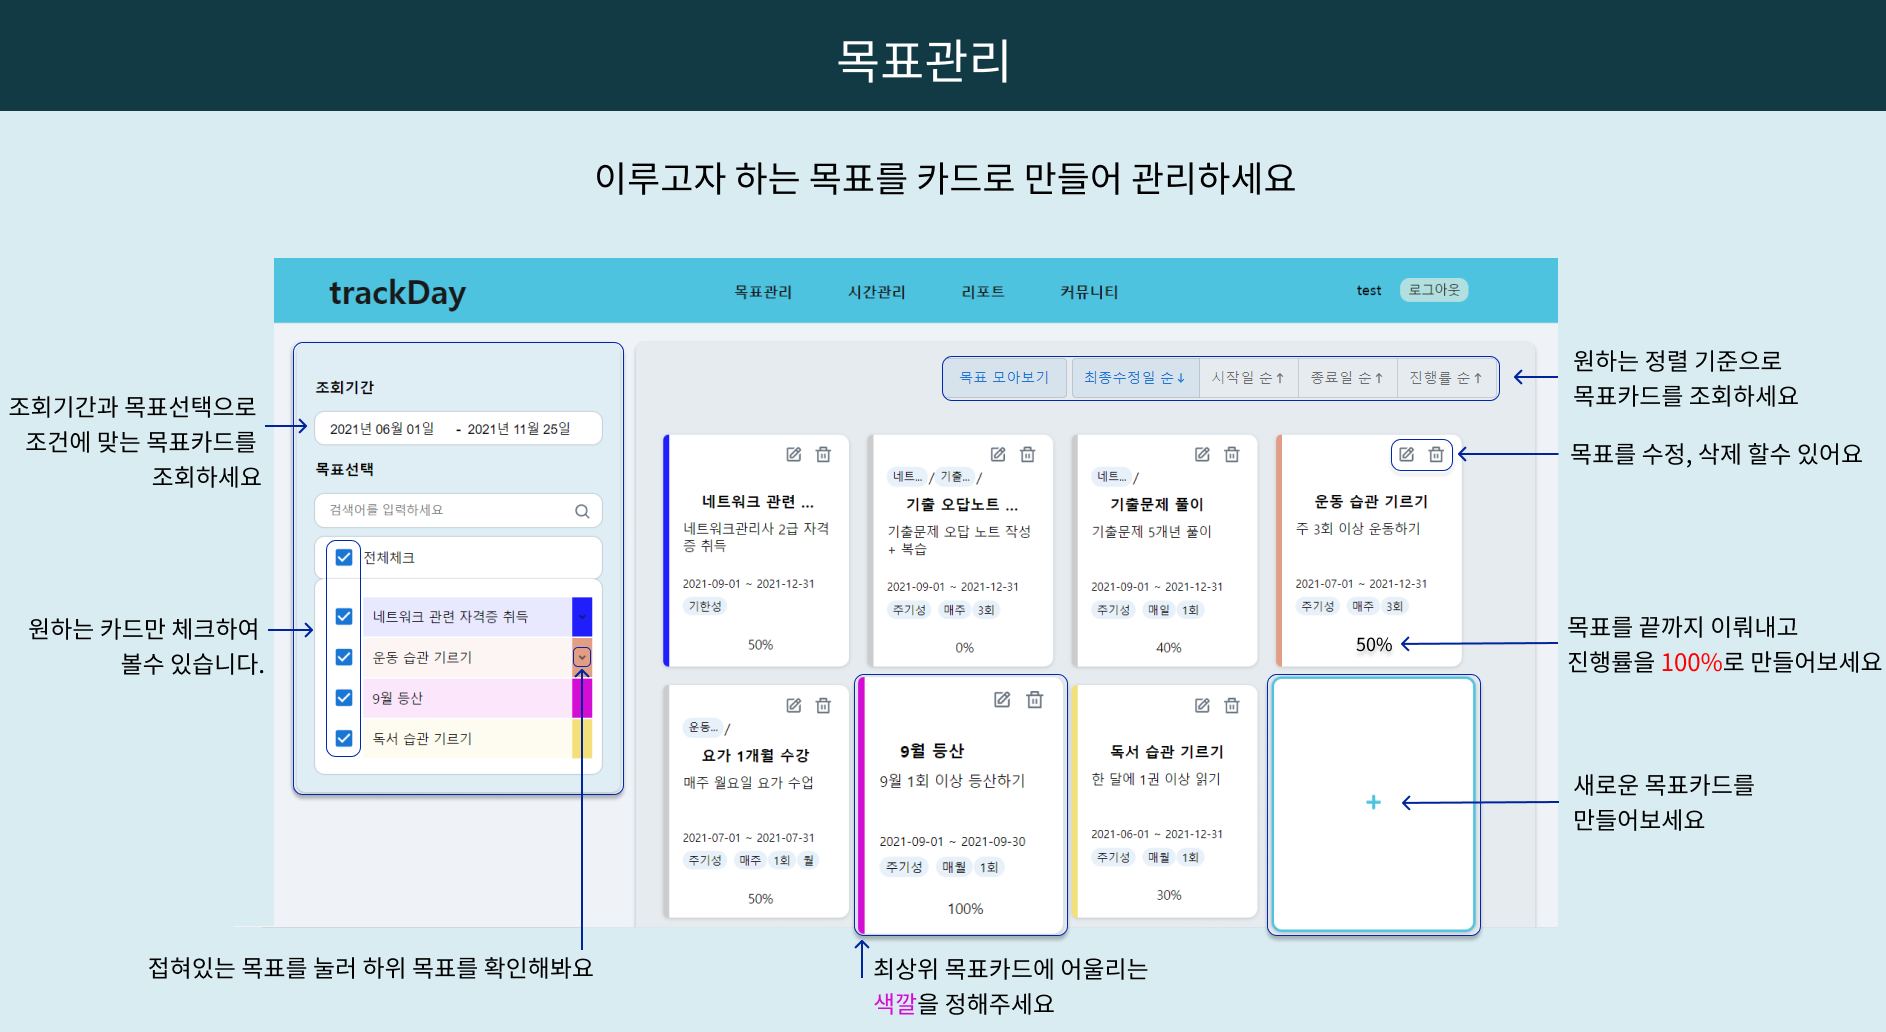 목표관리
이루고자 하는 목표를 카드로 만들어 관리하세요
trackDay
목표관리 시간관리 리포트 커뮤니티
test 로그아웃
조회기간과 목표선택으로
조건에 맞는 목표카드를
조회하세요
원하는 카드만 체크하여
볼수 있습니다.
조회기간
2021년 06월 01일 - 2021년 11월 25일
목표선택
검색어를 입력하세요
전체체크
네트워크 관련 자격증 취득
운동 습관 기르기
9월 등산
독서 습관 기르기
목표 모아보기 최종수정일 순↓ 시작일 순↑ 종료일 순↑ 진행률 순↑
네트워크 관련 ...
네트워크관리사 2급 자격
증 취득
2021-09-01 ~ 2021-12-31
기한성
50%
네트... / 기출... /
기출 오답노트 ...
기출문제 오답 노트 작성
+ 복습
2021-09-01 ~ 2021-12-31
주기성 매주 3회
0%
네트... /
기출문제 풀이
기출문제 5개년 풀이
2021-09-01 ~ 2021-12-31
주기성 매일 1회
40%
운동 습관 기르기
주 3회 이상 운동하기
2021-07-01 ~ 2021-12-31
주기성 매주 3회
50%
운동... /
요가 1개월 수강
매주 월요일 요가 수업
2021-07-01 ~ 2021-07-31
주기성 매주 1회 월
50%
9월 등산
9월 1회 이상 등산하기
2021-09-01 ~ 2021-09-30
주기성 매월 1회
100%
독서 습관 기르기
한 달에 1권 이상 읽기
2021-06-01 ~ 2021-12-31
주기성 매월 1회
30%
+
원하는 정렬 기준으로
목표카드를 조회하세요
목표를 수정, 삭제 할수 있어요
목표를 끝까지 이뤄내고
진행률을 100%로 만들어보세요
새로운 목표카드를
만들어보세요
접혀있는 목표를 눌러 하위 목표를 확인해봐요
최상위 목표카드에 어울리는
색깔을 정해주세요